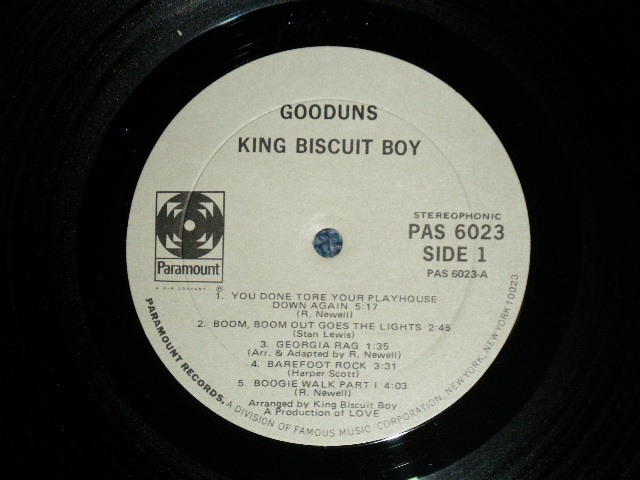 GOODUNS
KING BISCUIT BOY
STEREOPHONIC
PAS 6023
SIDE 1
PAS 6023-A
Paramount
A G+W COMPANY
℗
1. YOU DONE TORE YOUR PLAYHOUSE
DOWN AGAIN 5:17
(R. Newell)
2. BOOM, BOOM OUT GOES THE LIGHTS 2:45
(Stan Lewis)
3. GEORGIA RAG 1:35
(Arr. & Adapted by R. Newell)
4. BAREFOOT ROCK 3:31
(Harper-Scott)
5. BOOGIE WALK PART I 4:03
(R. Newell)
Arranged by King Biscuit Boy
A Production of LOVE
PARAMOUNT RECORDS, A DIVISION OF FAMOUS MUSIC CORPORATION, NEW YORK, NEW YORK 10023